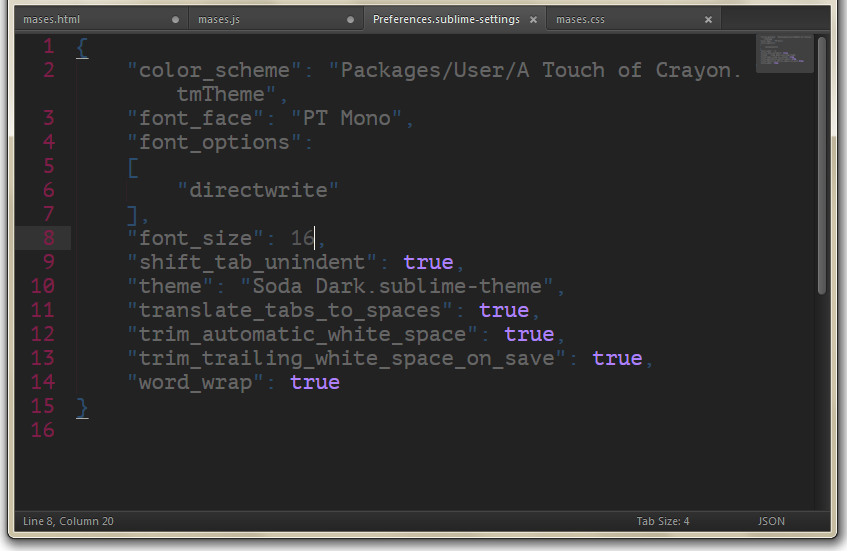 mases.html
mases.js
Preferences.sublime-settings ×
mases.css ×
1 {
2 "color_scheme": "Packages/User/A Touch of Crayon.
tmTheme",
3 "font_face": "PT Mono",
4 "font_options":
5 [
6 "directwrite"
7 ],
8 "font_size": 16,
9 "shift_tab_unindent": true,
10 "theme": "Soda Dark.sublime-theme",
11 "translate_tabs_to_spaces": true,
12 "trim_automatic_white_space": true,
13 "trim_trailing_white_space_on_save": true,
14 "word_wrap": true
15 }
16
Line 8, Column 20
Tab Size: 4
JSON